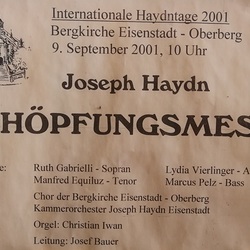 Internationale Haydntage 2001
Bergkirche Eisenstadt - Oberberg
9. September 2001, 10 Uhr
Joseph Haydn
HÖPFUNGSMES
e: Ruth Gabrielli - Sopran Lydia Vierlinger - A
Manfred Equiluz - Tenor Marcus Pelz - Bass
Chor der Bergkirche Eisenstadt - Oberberg
Kammerorchester Joseph Haydn Eisenstadt
Orgel: Christian Iwan
Leitung: Josef Bauer